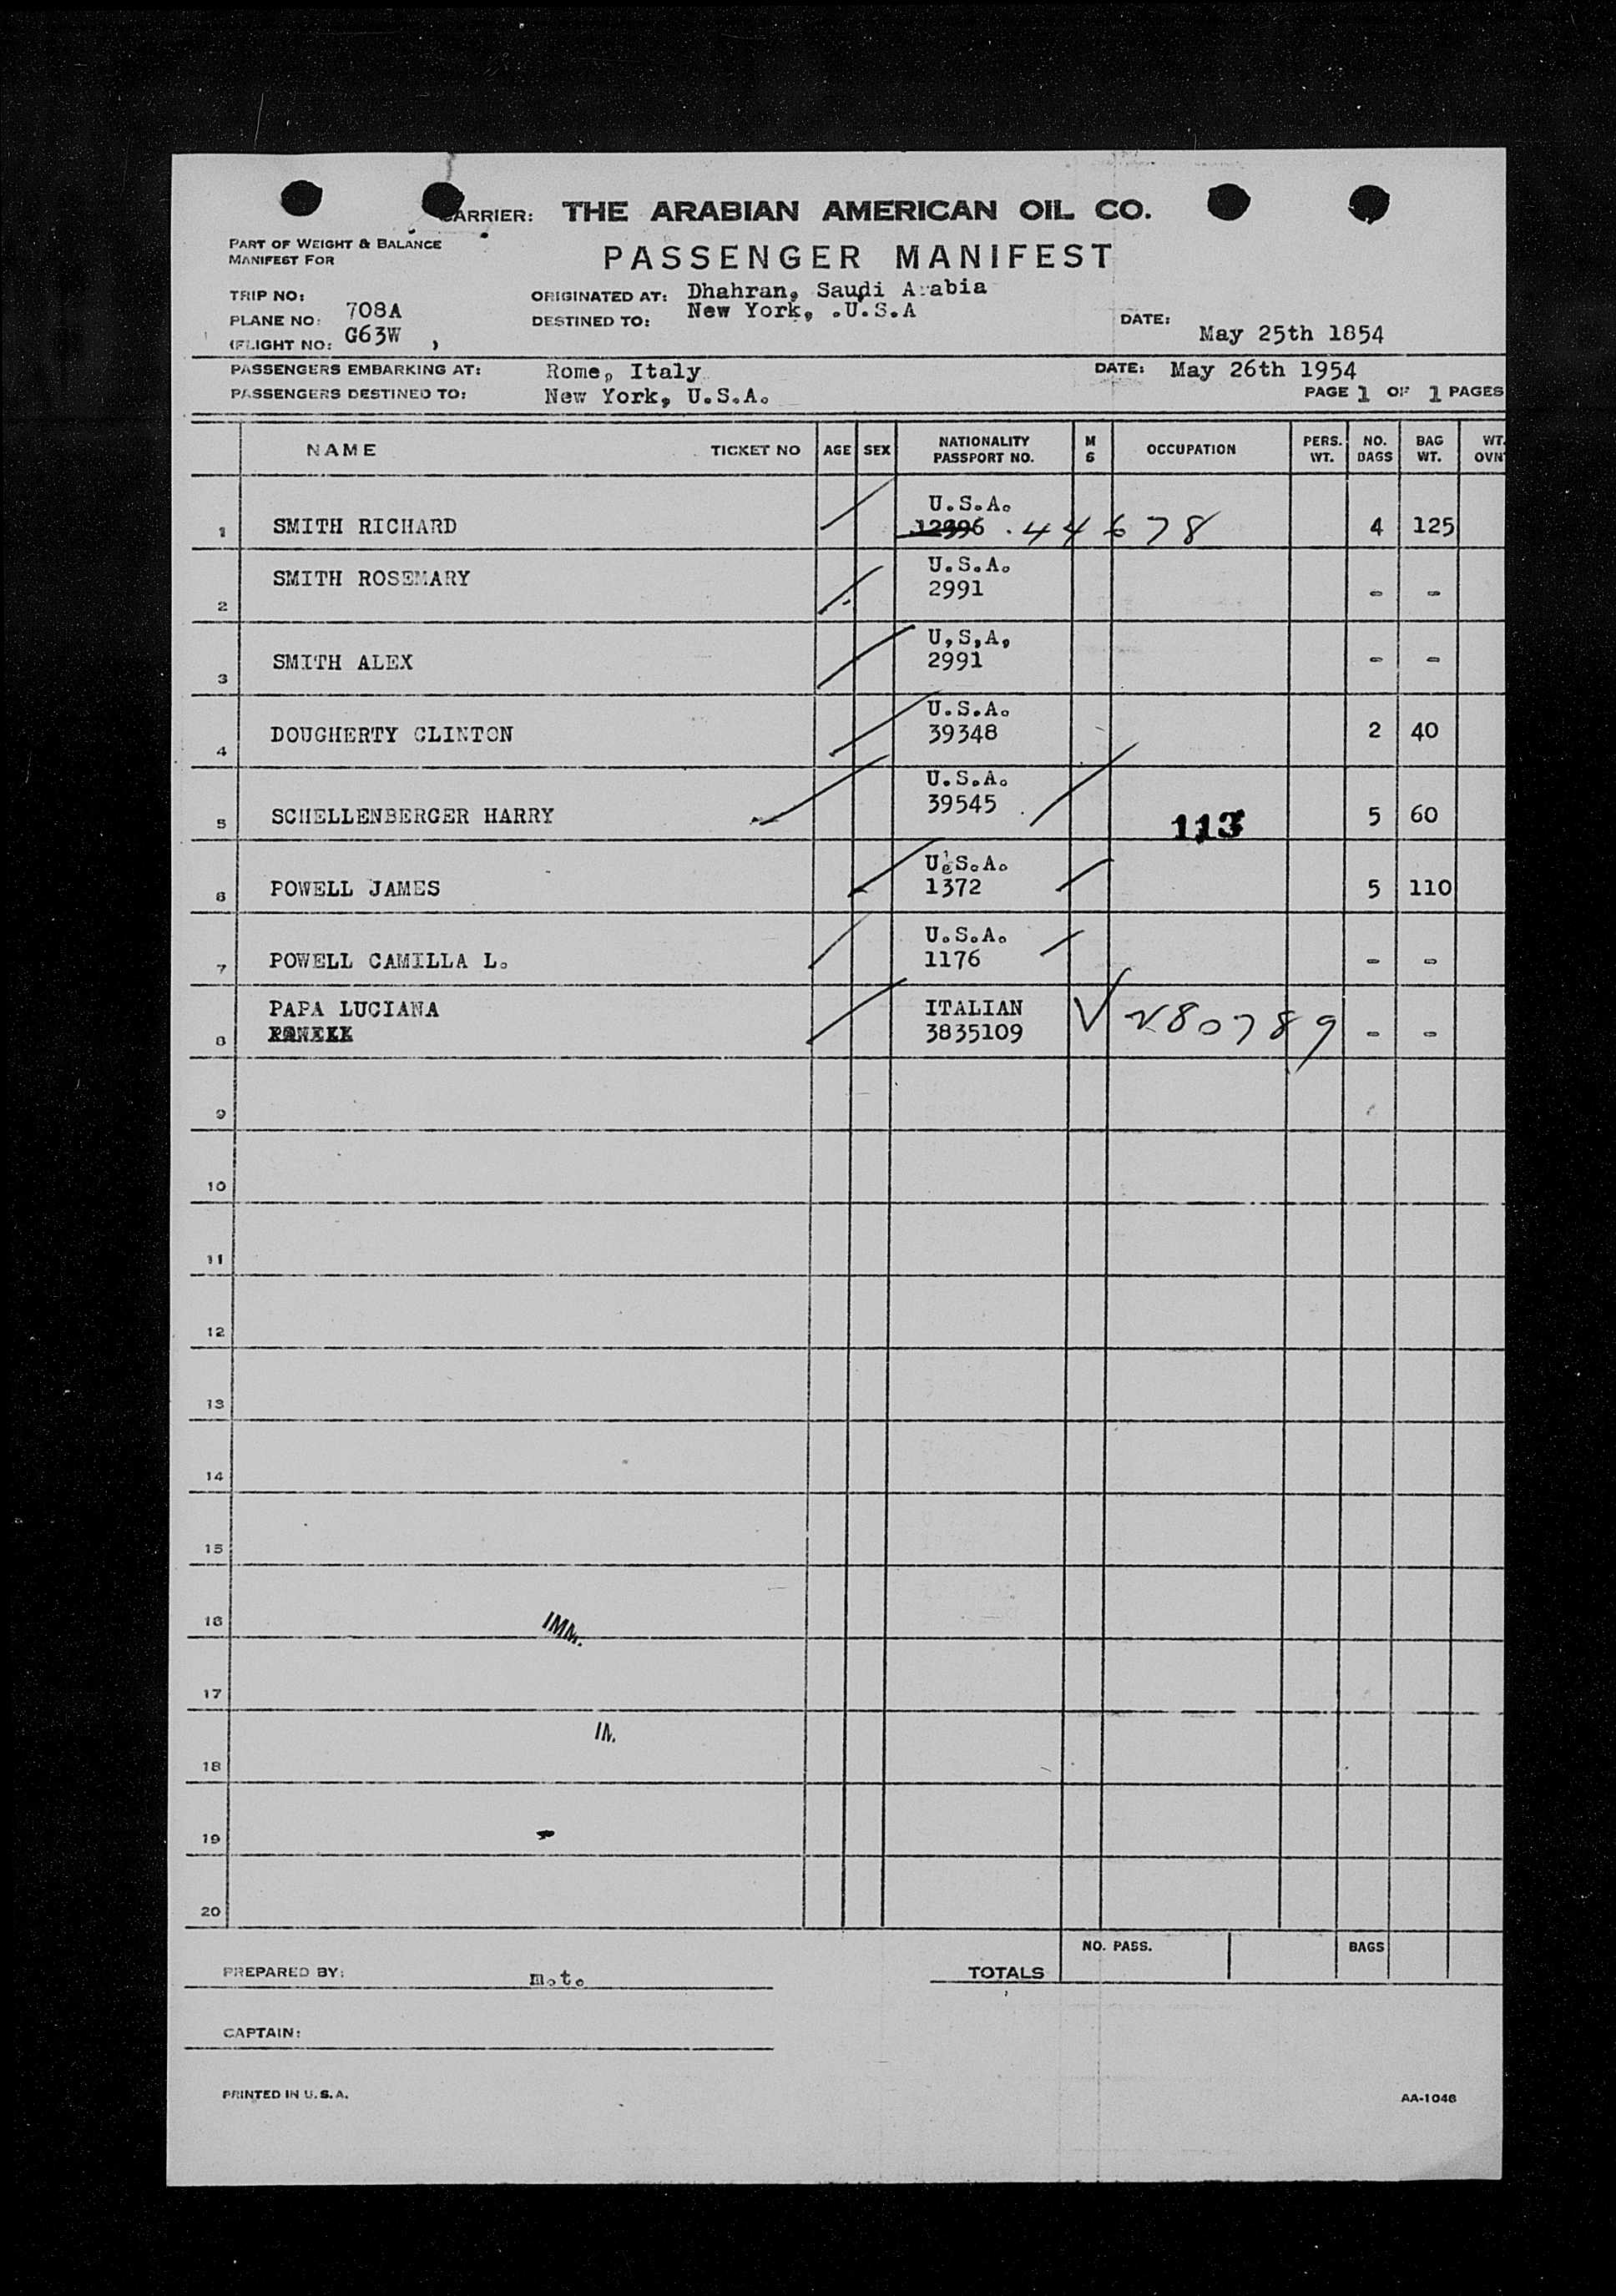 CARRIER: THE ARABIAN AMERICAN OIL CO.
PART OF WEIGHT & BALANCE
MANIFEST FOR
PASSENGER MANIFEST
TRIP NO: 708A
PLANE NO:
(FLIGHT NO: G63W )
ORIGINATED AT: Dhahran, Saudi Arabia
DESTINED TO: New York, .U.S.A
DATE: May 25th 1854
PASSENGERS EMBARKING AT: Rome, Italy
DATE: May 26th 1954
PASSENGERS DESTINED TO: New York, U.S.A.
PAGE 1 OF 1 PAGES
NAME TICKET NO AGE SEX NATIONALITY PASSPORT NO. M 6 OCCUPATION PERS. WT. NO. BAGS BAG WT. WT. OVN
U.S.A.
1 SMITH RICHARD 44678 4 125
SMITH ROSEMARY U.S.A.
2 2991 - -
U,S,A,
3 SMITH ALEX 2991 - -
U.S.A.
4 DOUGHERTY CLINTON 39348 2 40
U.S.A.
39545
5 SCHELLENBERGER HARRY 113 5 60
U.S.A.
6 POWELL JAMES 1372 5 110
U.S.A.
7 POWELL CAMILLA L. 1176 - -
PAPA LUCIANA ITALIAN
8 3835109 - -
9
10
11
12
13
14
15
16
IMM.
17
18
19
20
NO. PASS. BAGS
PREPARED BY: m.t. TOTALS
CAPTAIN:
PRINTED IN U.S.A. AA-1046